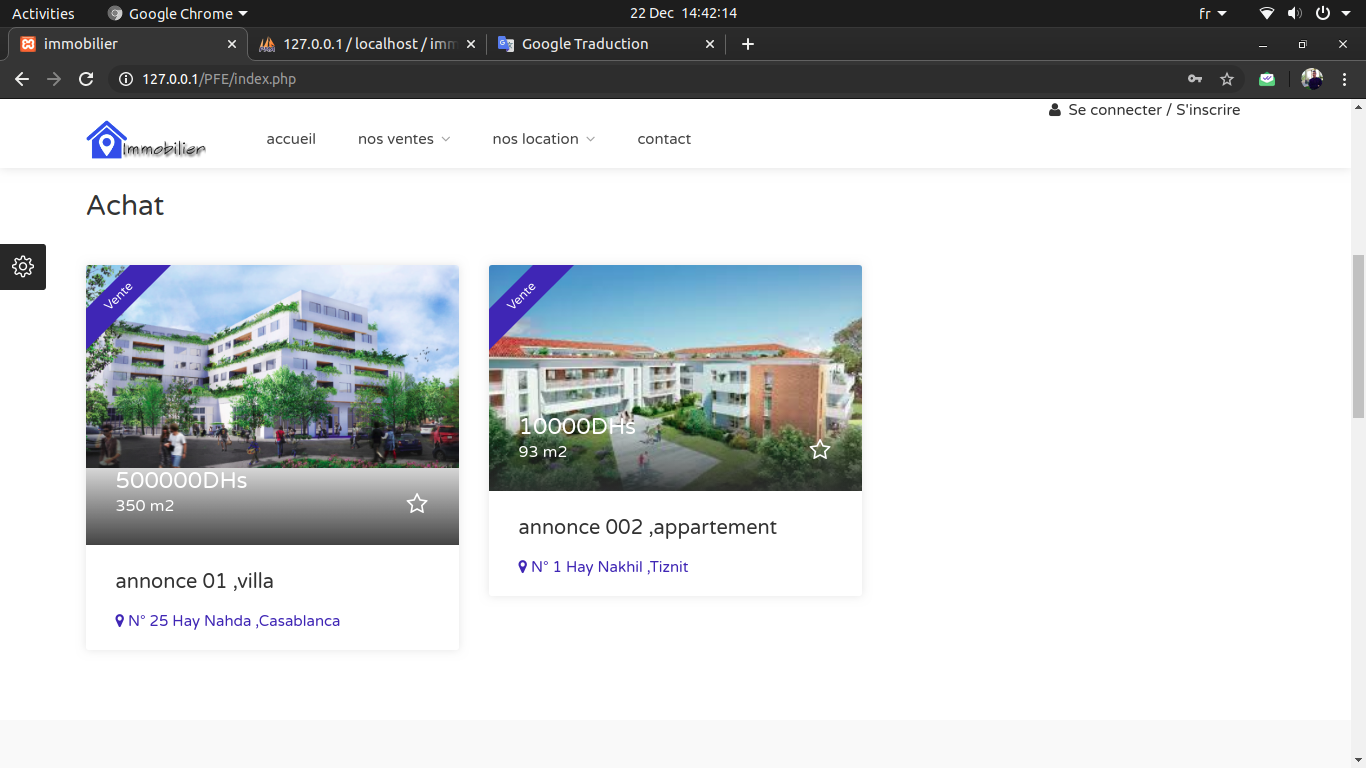 Activities
Google Chrome
22 Dec 14:42:14
fr
immobilier
127.0.0.1 / localhost / imm
Google Traduction
127.0.0.1/PFE/index.php
Se connecter / S'inscrire
Immobilier
accueil
nos ventes
nos location
contact
Achat
Vente
500000DHs
350 m2
annonce 01 ,villa
N° 25 Hay Nahda ,Casablanca
Vente
10000DHs
93 m2
annonce 002 ,appartement
N° 1 Hay Nakhil ,Tiznit